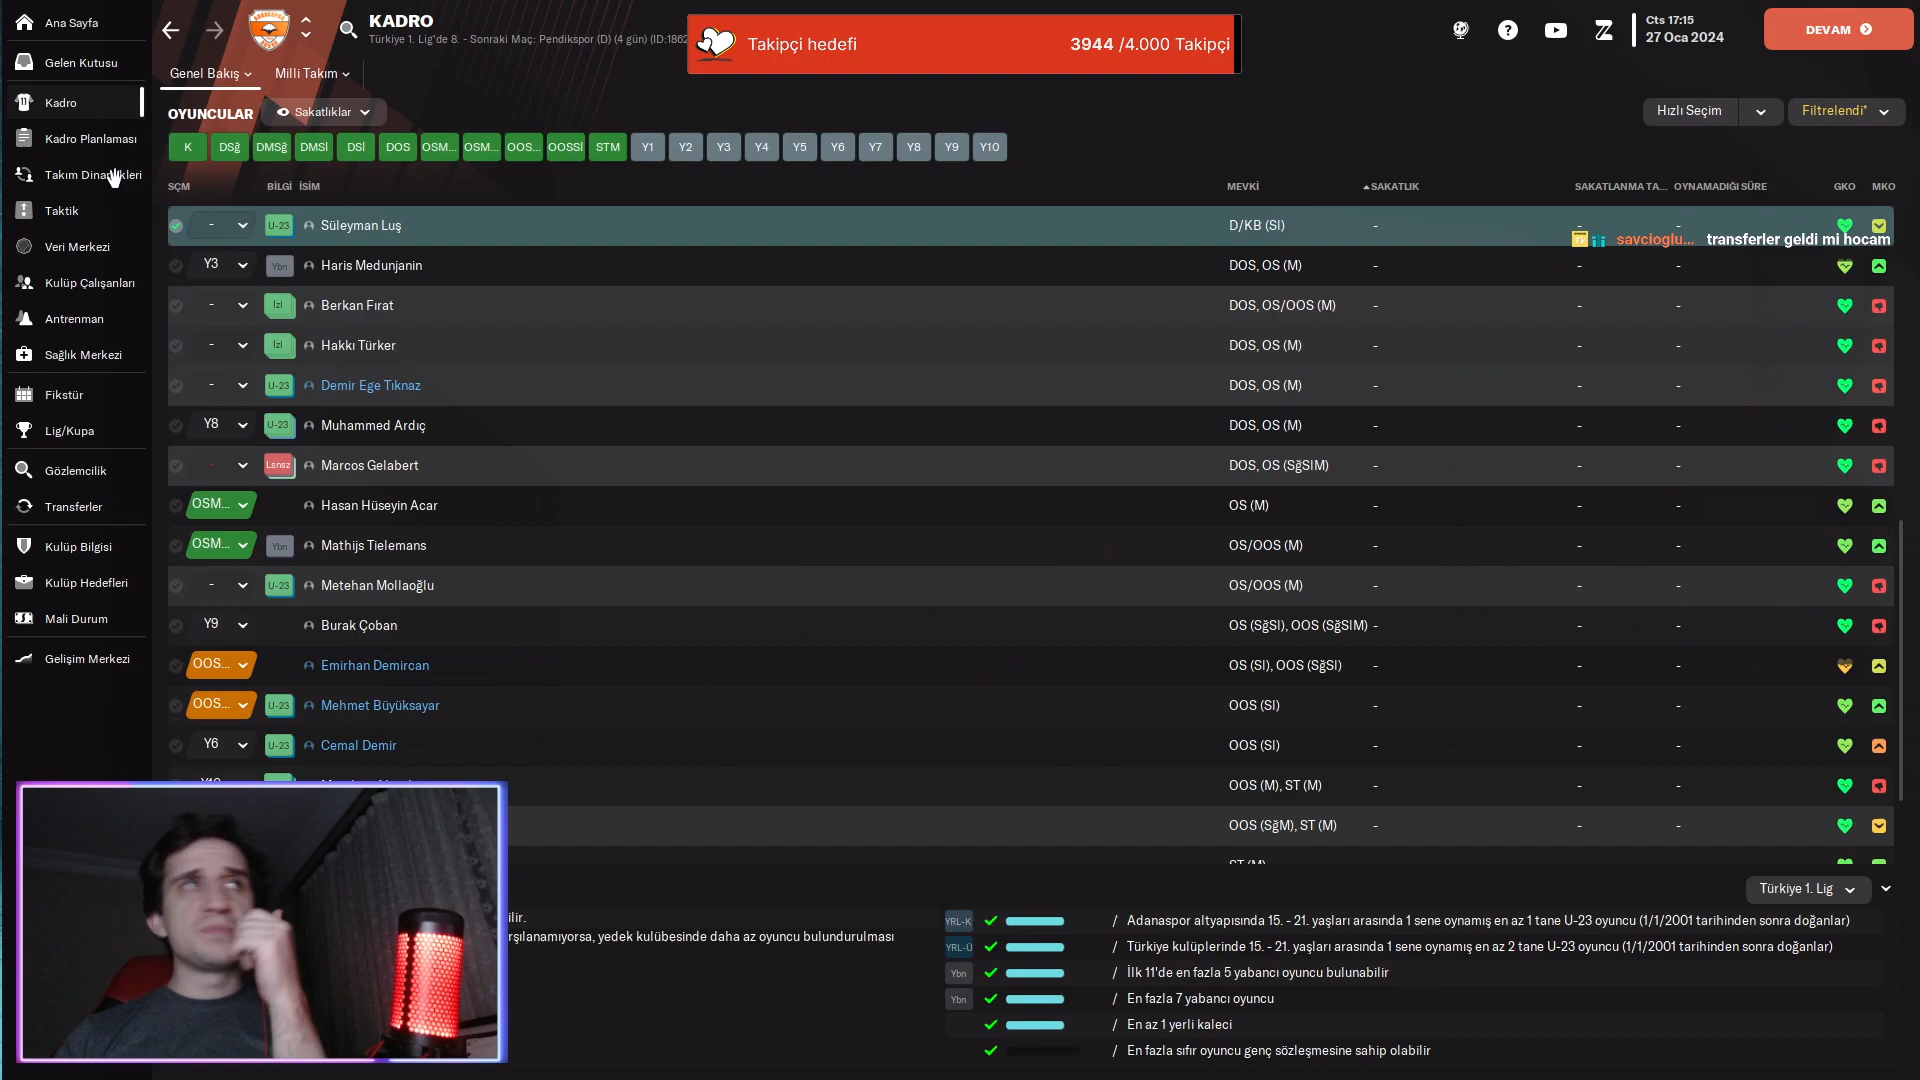 Ana Sayfa
Gelen Kutusu
Kadro
Kadro Planlaması
Takım Dinamikleri
Taktik
Veri Merkezi
Kulüp Çalışanları
Antrenman
Sağlık Merkezi
Fikstür
Lig/Kupa
Gözlemcilik
Transferler
Kulüp Bilgisi
Kulüp Hedefleri
Mali Durum
Gelişim Merkezi
KADRO
Türkiye 1. Lig'de 8. - Sonraki Maç: Pendikspor (D) (4 gün) (ID:1862
Takipçi hedefi 3944 /4.000 Takipçi
Cts 17:15
27 Oca 2024
DEVAM
Genel Bakış Milli Takım
OYUNCULAR Sakatlıklar Hızlı Seçim Filtrelendi*
K DSğ DMSğ DMSl DSl DOS OSM... OSM... OOS... OOSSl STM Y1 Y2 Y3 Y4 Y5 Y6 Y7 Y8 Y9 Y10
SÇM BİLGİ İSİM MEVKİ SAKATLIK SAKATLANMA TA... OYNAMADIĞI SÜRE GKO MKO
- U-23 Süleyman Luş D/KB (Sl) - - -
savcioglu... transferler geldi mi hocam
Y3 Ybn Haris Medunjanin DOS, OS (M) - - -
- İzl Berkan Fırat DOS, OS/OOS (M) - - -
- İzl Hakkı Türker DOS, OS (M) - - -
- U-23 Demir Ege Tıknaz DOS, OS (M) - - -
Y8 U-23 Muhammed Ardıç DOS, OS (M) - - -
- Lsnsz Marcos Gelabert DOS, OS (SğSlM) - - -
OSM... Hasan Hüseyin Acar OS (M) - - -
OSM... Ybn Mathijs Tielemans OS/OOS (M) - - -
- U-23 Metehan Mollaoğlu OS/OOS (M) - - -
Y9 Burak Çoban OS (SğSl), OOS (SğSlM) - - -
OOS... Emirhan Demircan OS (Sl), OOS (SğSl) - - -
OOS... U-23 Mehmet Büyüksayar OOS (Sl) - - -
Y6 U-23 Cemal Demir OOS (Sl) - - -
OOS (M), ST (M) - - -
OOS (SğM), ST (M) - - -
ST (M)
Türkiye 1. Lig
ilir.
rşılanamıyorsa, yedek kulübesinde daha az oyuncu bulundurulması
YRL-K / Adanaspor altyapısında 15. - 21. yaşları arasında 1 sene oynamış en az 1 tane U-23 oyuncu (1/1/2001 tarihinden sonra doğanlar)
YRL-Ü / Türkiye kulüplerinde 15. - 21. yaşları arasında 1 sene oynamış en az 2 tane U-23 oyuncu (1/1/2001 tarihinden sonra doğanlar)
Ybn / İlk 11'de en fazla 5 yabancı oyuncu bulunabilir
Ybn / En fazla 7 yabancı oyuncu
/ En az 1 yerli kaleci
/ En fazla sıfır oyuncu genç sözleşmesine sahip olabilir